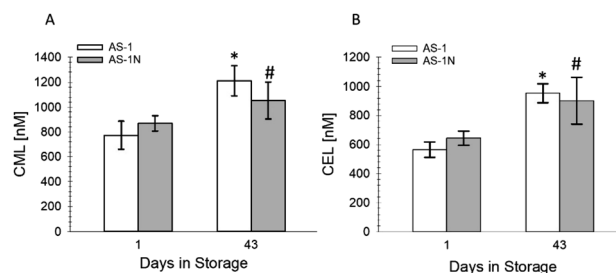 A
AS-1
AS-1N
CML [nM]
1400
1200
1000
800
600
400
200
0
*
#
1
43
Days in Storage
B
AS-1
AS-1N
CEL [nM]
1200
1000
800
600
400
200
0
*
#
1
43
Days in Storage